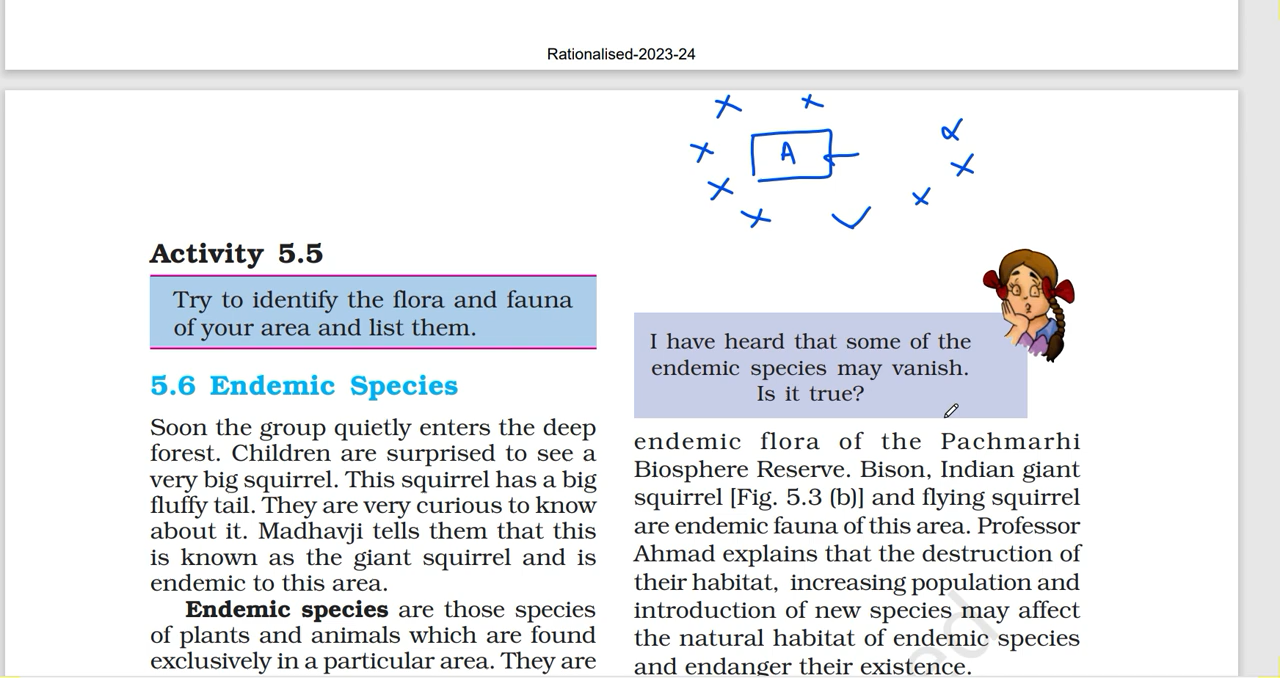 Rationalised-2023-24
A
Activity 5.5
Try to identify the flora and fauna
of your area and list them.
5.6 Endemic Species
Soon the group quietly enters the deep
forest. Children are surprised to see a
very big squirrel. This squirrel has a big
fluffy tail. They are very curious to know
about it. Madhavji tells them that this
is known as the giant squirrel and is
endemic to this area.
Endemic species are those species
of plants and animals which are found
exclusively in a particular area. They are
I have heard that some of the
endemic species may vanish.
Is it true?
endemic flora of the Pachmarhi
Biosphere Reserve. Bison, Indian giant
squirrel [Fig. 5.3 (b)] and flying squirrel
are endemic fauna of this area. Professor
Ahmad explains that the destruction of
their habitat, increasing population and
introduction of new species may affect
the natural habitat of endemic species
and endanger their existence.